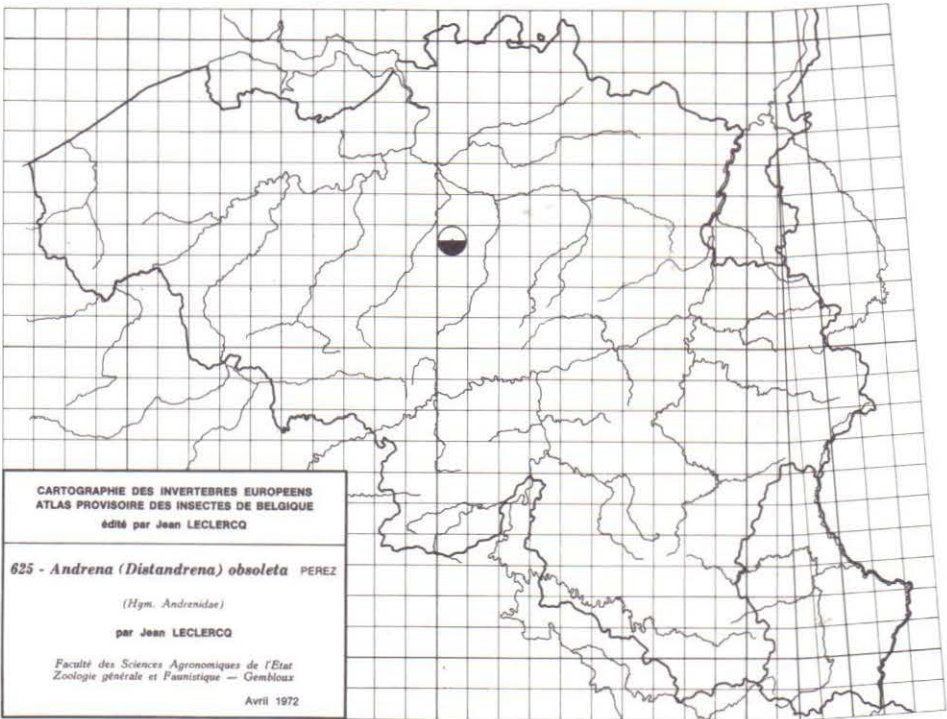 CARTOGRAPHIE DES INVERTEBRES EUROPEENS
ATLAS PROVISOIRE DES INSECTES DE BELGIQUE
édité par Jean LECLERCQ
625 - Andrena (Distandrena) obsoleta PEREZ
(Hym. Andrenidae)
par Jean LECLERCQ
Faculté des Sciences Agronomiques de l'Etat
Zoologie générale et Faunistique — Gembloux
Avril 1972